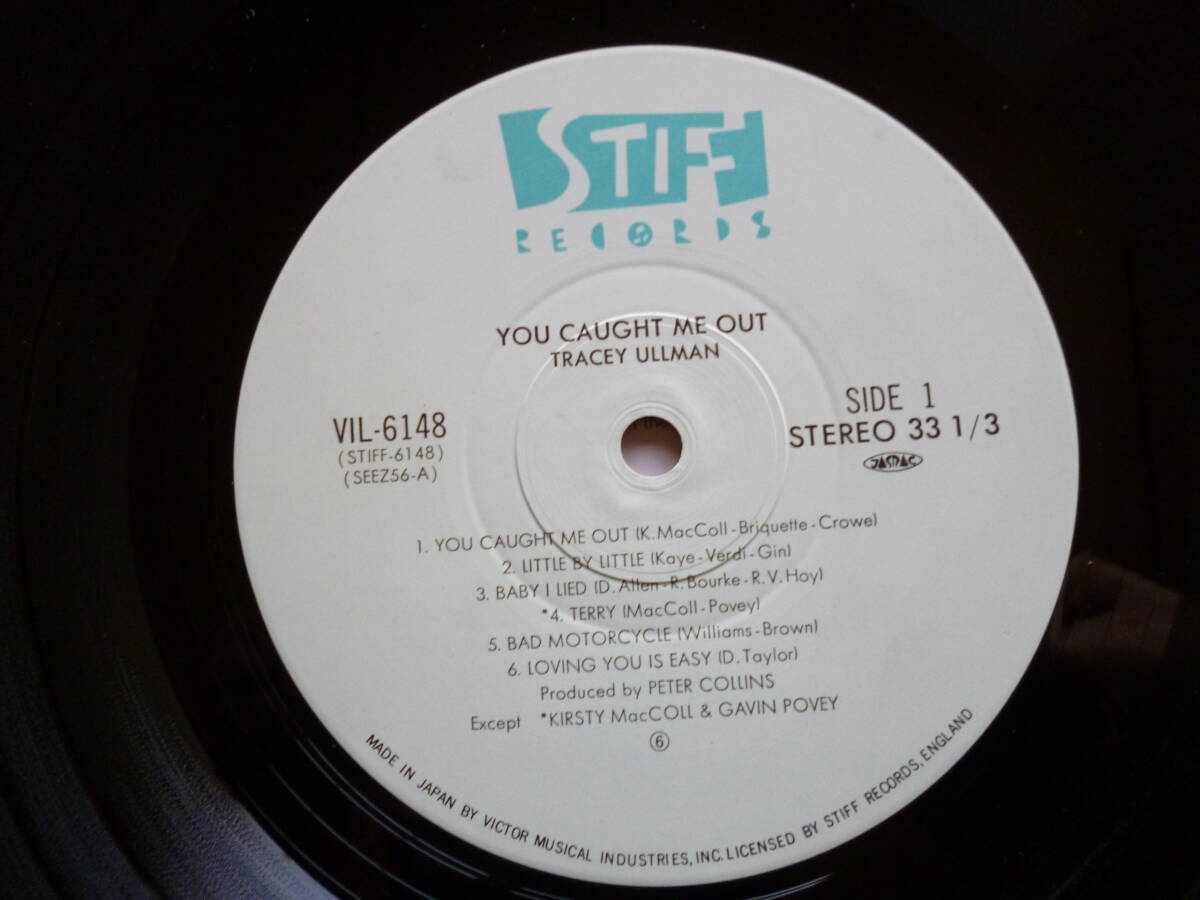 STIFF
RECORDS
YOU CAUGHT ME OUT
TRACEY ULLMAN
VIL-6148
(STIFF-6148)
(SEEZ56-A)
SIDE 1
STEREO 33 1/3
JASRAC
1. YOU CAUGHT ME OUT (K. MacColl-Briquette-Crowe)
2. LITTLE BY LITTLE (Kaye-Verdi-Gin)
3. BABY I LIED (D. Allen-R. Bourke-R. V. Hoy)
*4. TERRY (MacColl-Povey)
5. BAD MOTORCYCLE (Williams-Brown)
6. LOVING YOU IS EASY (D. Taylor)
Produced by PETER COLLINS
Except *KIRSTY MacCOLL & GAVIN POVEY
⑥
MADE IN JAPAN BY VICTOR MUSICAL INDUSTRIES, INC. LICENSED BY STIFF RECORDS, ENGLAND